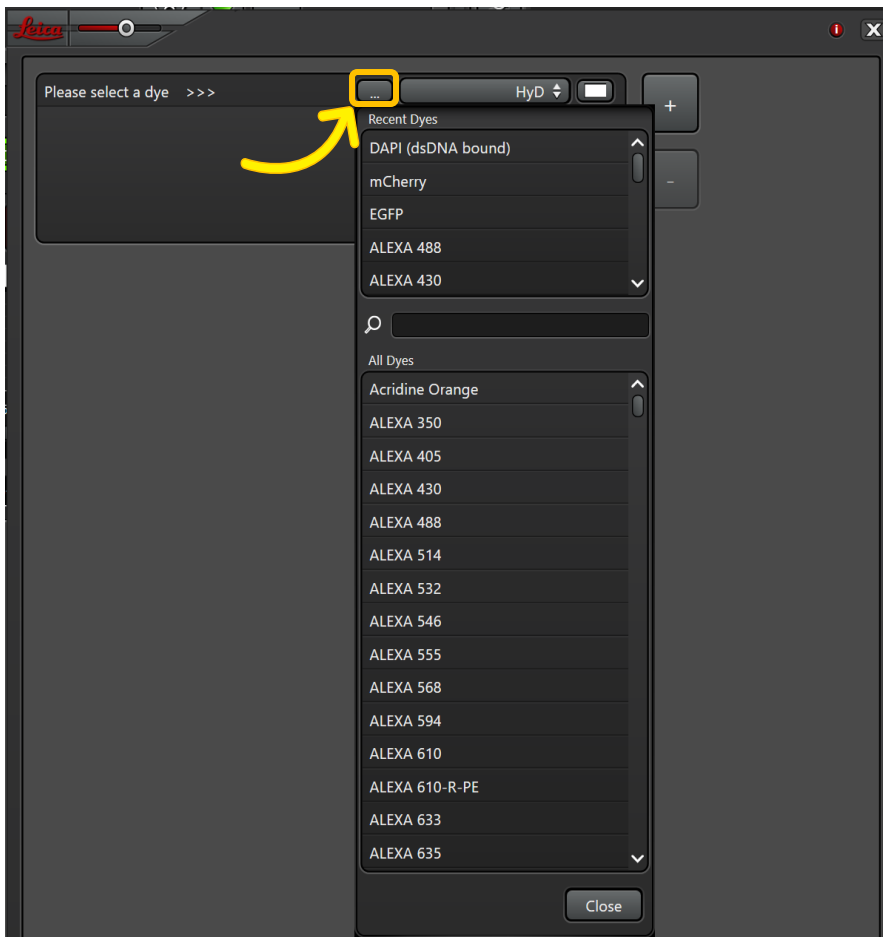 Leica
i
X
Please select a dye >>>
...
HyD
+
-
Recent Dyes
DAPI (dsDNA bound)
mCherry
EGFP
ALEXA 488
ALEXA 430
All Dyes
Acridine Orange
ALEXA 350
ALEXA 405
ALEXA 430
ALEXA 488
ALEXA 514
ALEXA 532
ALEXA 546
ALEXA 555
ALEXA 568
ALEXA 594
ALEXA 610
ALEXA 610-R-PE
ALEXA 633
ALEXA 635
Close